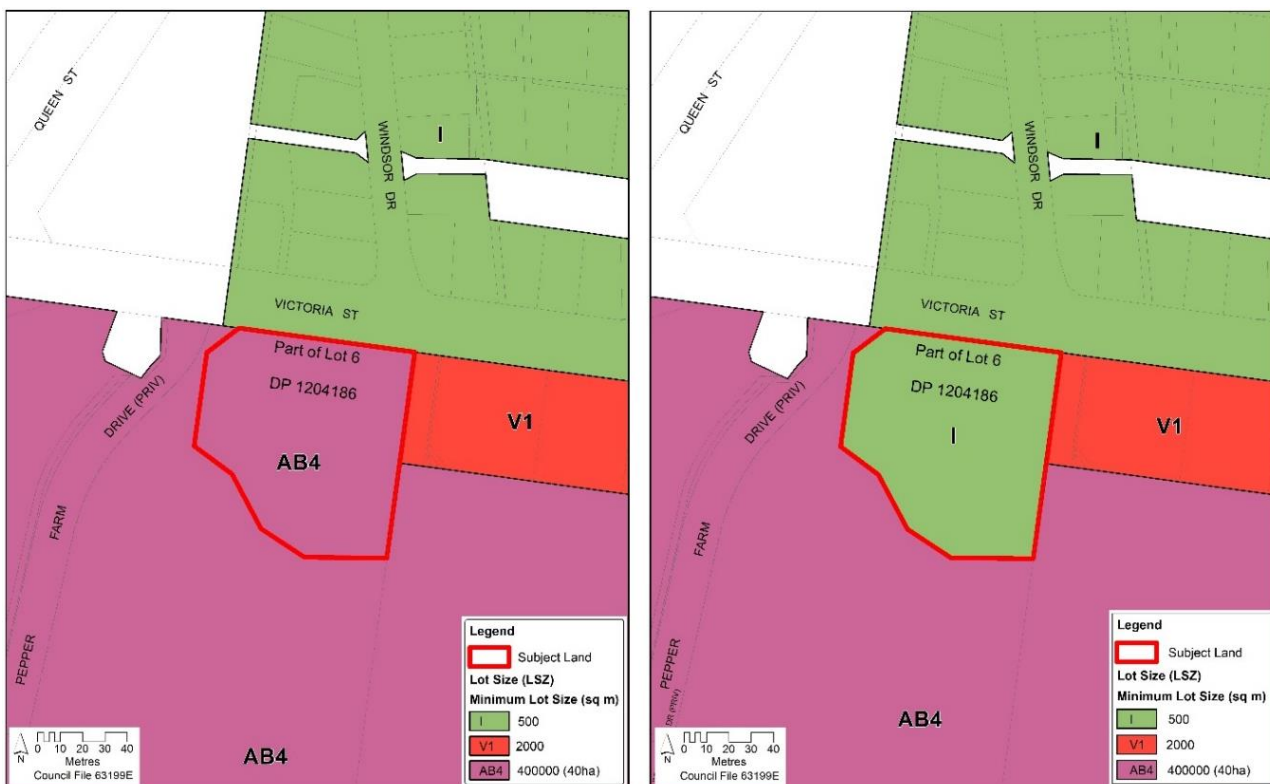 QUEEN ST
I
WINDSOR DR
VICTORIA ST
Part of Lot 6
DP 1204186
DRIVE (PRIV)
V1
AB4
FARM
PEPPER
AB4
Legend
Subject Land
Lot Size (LSZ)
Minimum Lot Size (sq m)
I 500
V1 2000
AB4 400000 (40ha)
N
0 10 20 30 40
Metres
Council File 63199E
QUEEN ST
I
WINDSOR DR
VICTORIA ST
Part of Lot 6
DP 1204186
DRIVE (PRIV)
V1
I
FARM
PEPPER
DR (PRIV)
AB4
Legend
Subject Land
Lot Size (LSZ)
Minimum Lot Size (sq m)
I 500
V1 2000
AB4 400000 (40ha)
N
0 10 20 30 40
Metres
Council File 63199E